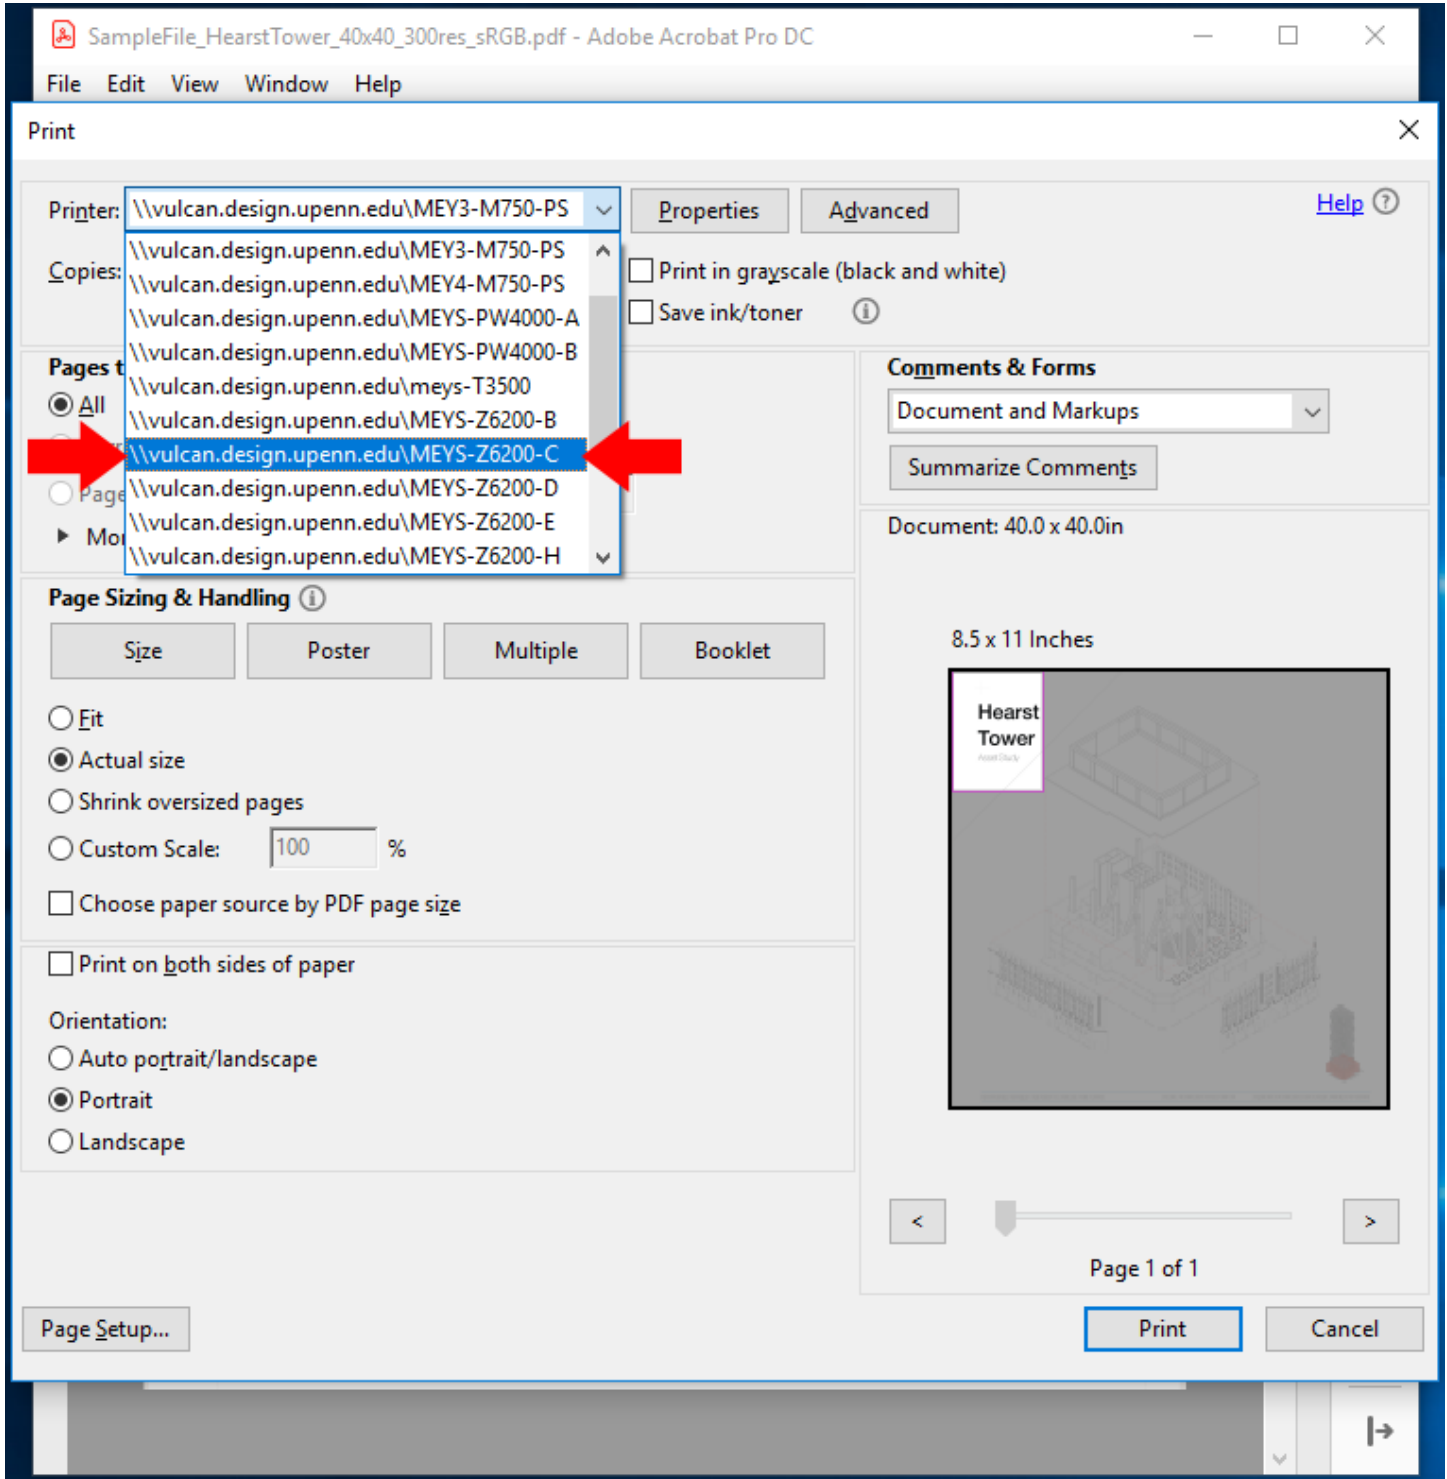 SampleFile_HearstTower_40x40_300res_sRGB.pdf - Adobe Acrobat Pro DC
File Edit View Window Help
Print
Printer: \\vulcan.design.upenn.edu\MEY3-M750-PS Properties Advanced Help
\\vulcan.design.upenn.edu\MEY3-M750-PS
Copies: Print in grayscale (black and white)
\\vulcan.design.upenn.edu\MEY4-M750-PS
\\vulcan.design.upenn.edu\MEYS-PW4000-A Save ink/toner
\\vulcan.design.upenn.edu\MEYS-PW4000-B
Pages t Comments & Forms
\\vulcan.design.upenn.edu\meys-T3500
All Document and Markups
\\vulcan.design.upenn.edu\MEYS-Z6200-B
\\vulcan.design.upenn.edu\MEYS-Z6200-C
Summarize Comments
Page \\vulcan.design.upenn.edu\MEYS-Z6200-D
\\vulcan.design.upenn.edu\MEYS-Z6200-E
Mo Document: 40.0 x 40.0in
\\vulcan.design.upenn.edu\MEYS-Z6200-H
Page Sizing & Handling
Size Poster Multiple Booklet
8.5 x 11 Inches
Fit
Hearst
Tower
Asset Study
Actual size
Shrink oversized pages
Custom Scale: 100 %
Choose paper source by PDF page size
Print on both sides of paper
Orientation:
Auto portrait/landscape
Portrait
Landscape
< >
Page 1 of 1
Page Setup... Print Cancel